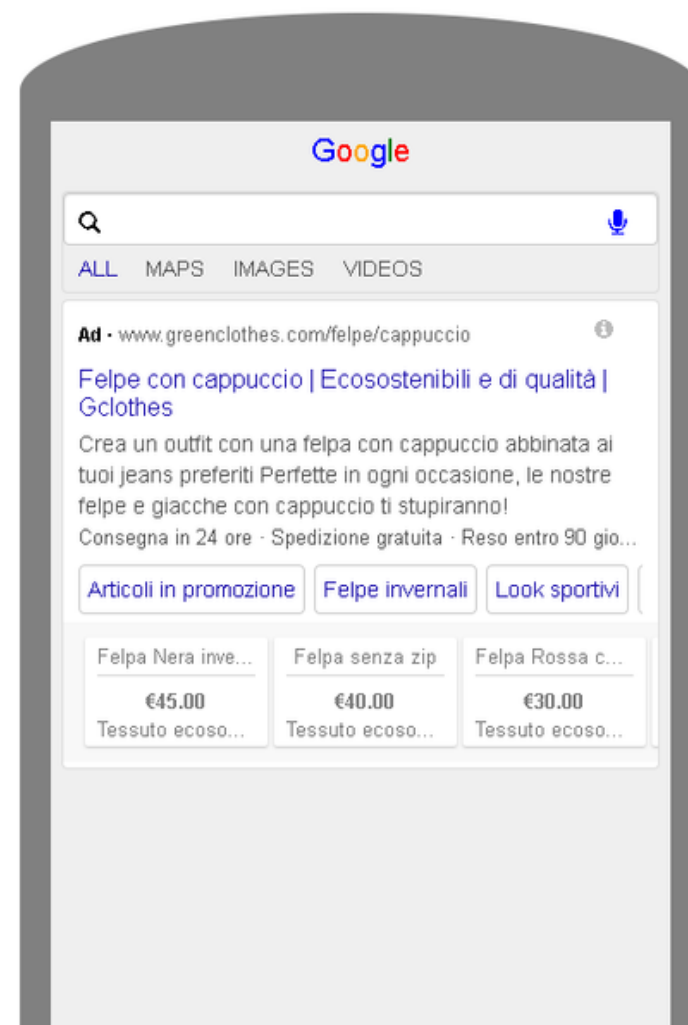 Google
ALL MAPS IMAGES VIDEOS
Ad · www.greenclothes.com/felpe/cappuccio
Felpe con cappuccio | Ecosostenibili e di qualità |
Gclothes
Crea un outfit con una felpa con cappuccio abbinata ai
tuoi jeans preferiti Perfette in ogni occasione, le nostre
felpe e giacche con cappuccio ti stupiranno!
Consegna in 24 ore · Spedizione gratuita · Reso entro 90 gio...
Articoli in promozione Felpe invernali Look sportivi
Felpa Nera inve... Felpa senza zip Felpa Rossa c...
€45.00 €40.00 €30.00
Tessuto ecoso... Tessuto ecoso... Tessuto ecoso...